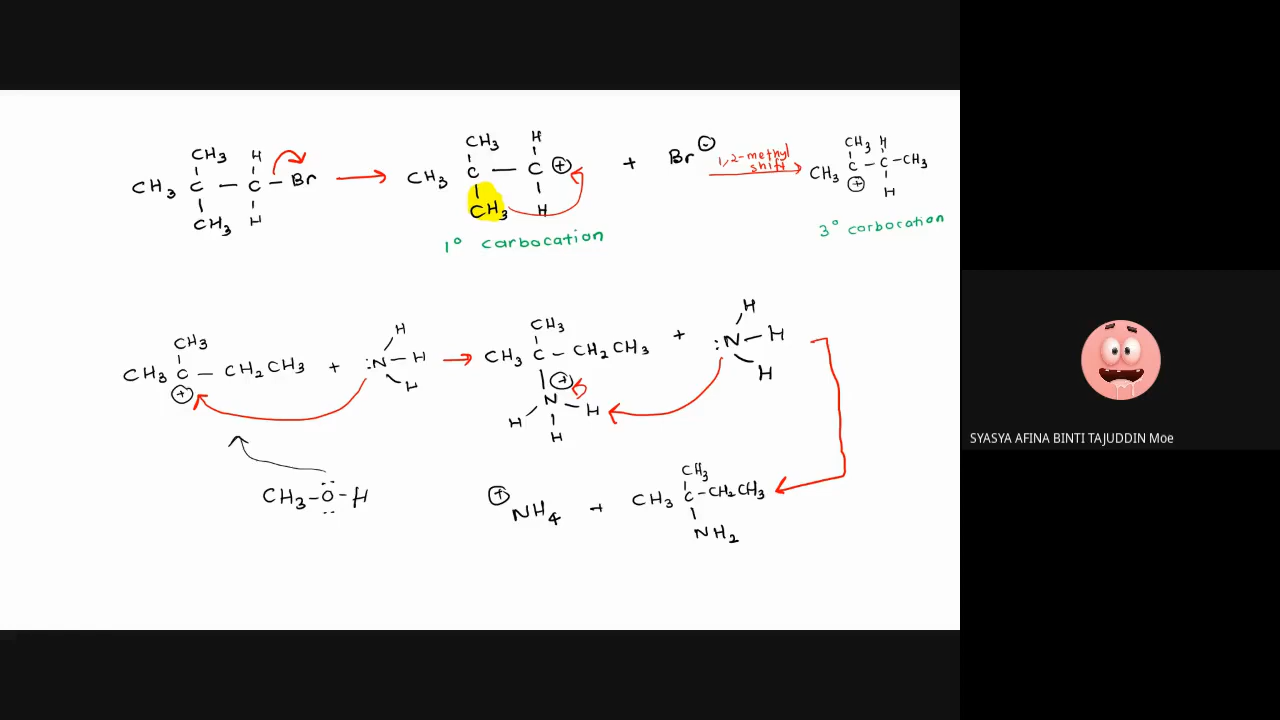 CH3 H CH3 H CH3 H
CH3 - C - C - Br → CH3 C - C ⊕ + Br⊖ 1,2-methyl shift → CH3 C - C - CH3
CH3 H CH3 H ⊕ H
1° carbocation 3° carbocation
CH3 H CH3 H
CH3 C - CH2CH3 + :N - H → CH3 C - CH2CH3 + :N - H
⊕ H ⊕ H
H N - H
H
CH3-O-H
⊕NH4 + CH3 C-CH2CH3
CH3
NH2
SYASYA AFINA BINTI TAJUDDIN Moe